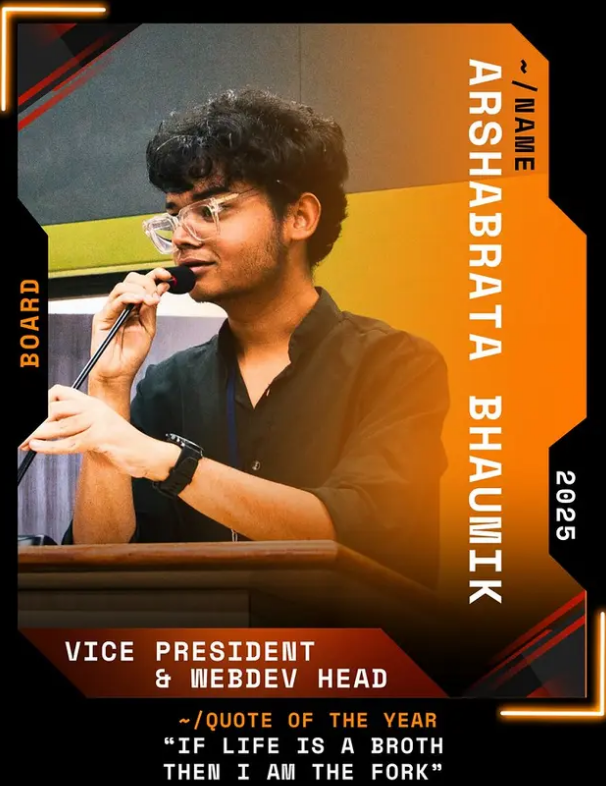 ~/NAME
ARSHABRATA BHAUMIK
BOARD
2025
VICE PRESIDENT
& WEBDEV HEAD
~/QUOTE OF THE YEAR
“IF LIFE IS A BROTH
THEN I AM THE FORK”